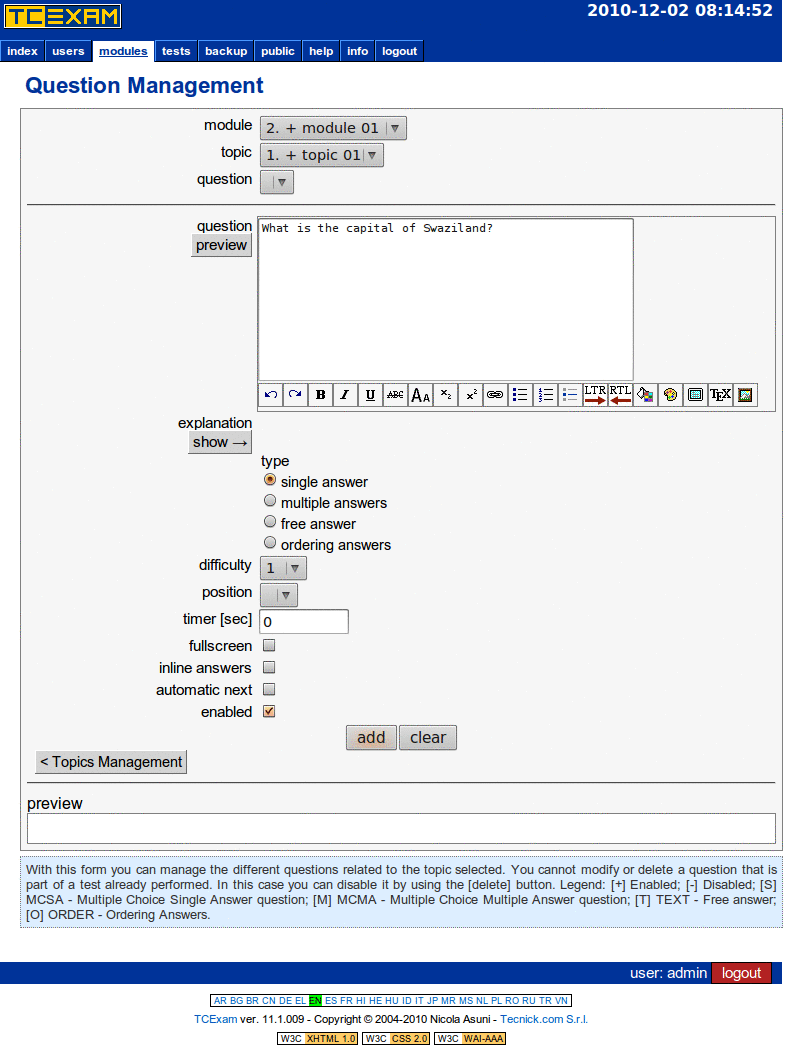 TCEXAM
2010-12-02 08:14:52
index users modules tests backup public help info logout
Question Management
module 2. + module 01
topic 1. + topic 01
question
question What is the capital of Swaziland?
preview
B I U ABC AA x₂ x² LTR RTL TEX
explanation
show →
type
single answer
multiple answers
free answer
ordering answers
difficulty 1
position
timer [sec] 0
fullscreen
inline answers
automatic next
enabled
add clear
< Topics Management
preview
With this form you can manage the different questions related to the topic selected. You cannot modify or delete a question that is
part of a test already performed. In this case you can disable it by using the [delete] button. Legend: [+] Enabled; [-] Disabled; [S]
MCSA - Multiple Choice Single Answer question; [M] MCMA - Multiple Choice Multiple Answer question; [T] TEXT - Free answer;
[O] ORDER - Ordering Answers.
user: admin logout
AR BG BR CN DE EL EN ES FR HI HE HU ID IT JP MR MS NL PL RO RU TR VN
TCExam ver. 11.1.009 - Copyright © 2004-2010 Nicola Asuni - Tecnick.com S.r.l.
W3C XHTML 1.0 W3C CSS 2.0 W3C WAI-AAA